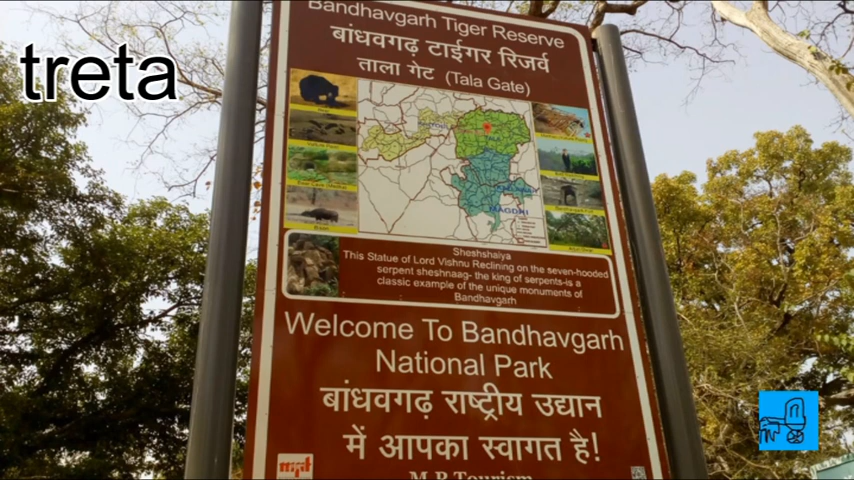 treta
Bandhavgarh Tiger Reserve
बांधवगढ़ टाईगर रिजर्व
ताला गेट (Tala Gate)
MAGDHI
Sheshshaiya
This Statue of Lord Vishnu Reclining on the seven-hooded
serpent sheshnaag- the king of serpents-is a
classic example of the unique monuments of
Bandhavgarh
Welcome To Bandhavgarh
National Park
बांधवगढ़ राष्ट्रीय उद्यान
में आपका स्वागत है!
M P Tourism